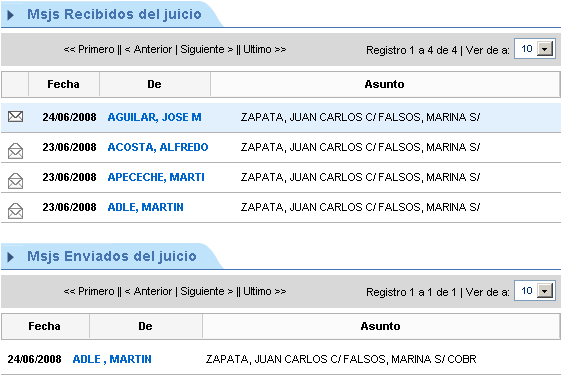 Msjs Recibidos del juicio
<< Primero || < Anterior | Siguiente > || Ultimo >> Registro 1 a 4 de 4 | Ver de a: 10
Fecha De Asunto
24/06/2008 AGUILAR, JOSE M ZAPATA, JUAN CARLOS C/ FALSOS, MARINA S/
23/06/2008 ACOSTA, ALFREDO ZAPATA, JUAN CARLOS C/ FALSOS, MARINA S/
23/06/2008 APECECHE, MARTI ZAPATA, JUAN CARLOS C/ FALSOS, MARINA S/
23/06/2008 ADLE, MARTIN ZAPATA, JUAN CARLOS C/ FALSOS, MARINA S/
Msjs Enviados del juicio
<< Primero || < Anterior | Siguiente > || Ultimo >> Registro 1 a 1 de 1 | Ver de a: 10
Fecha De Asunto
24/06/2008 ADLE , MARTIN ZAPATA, JUAN CARLOS C/ FALSOS, MARINA S/ COBR